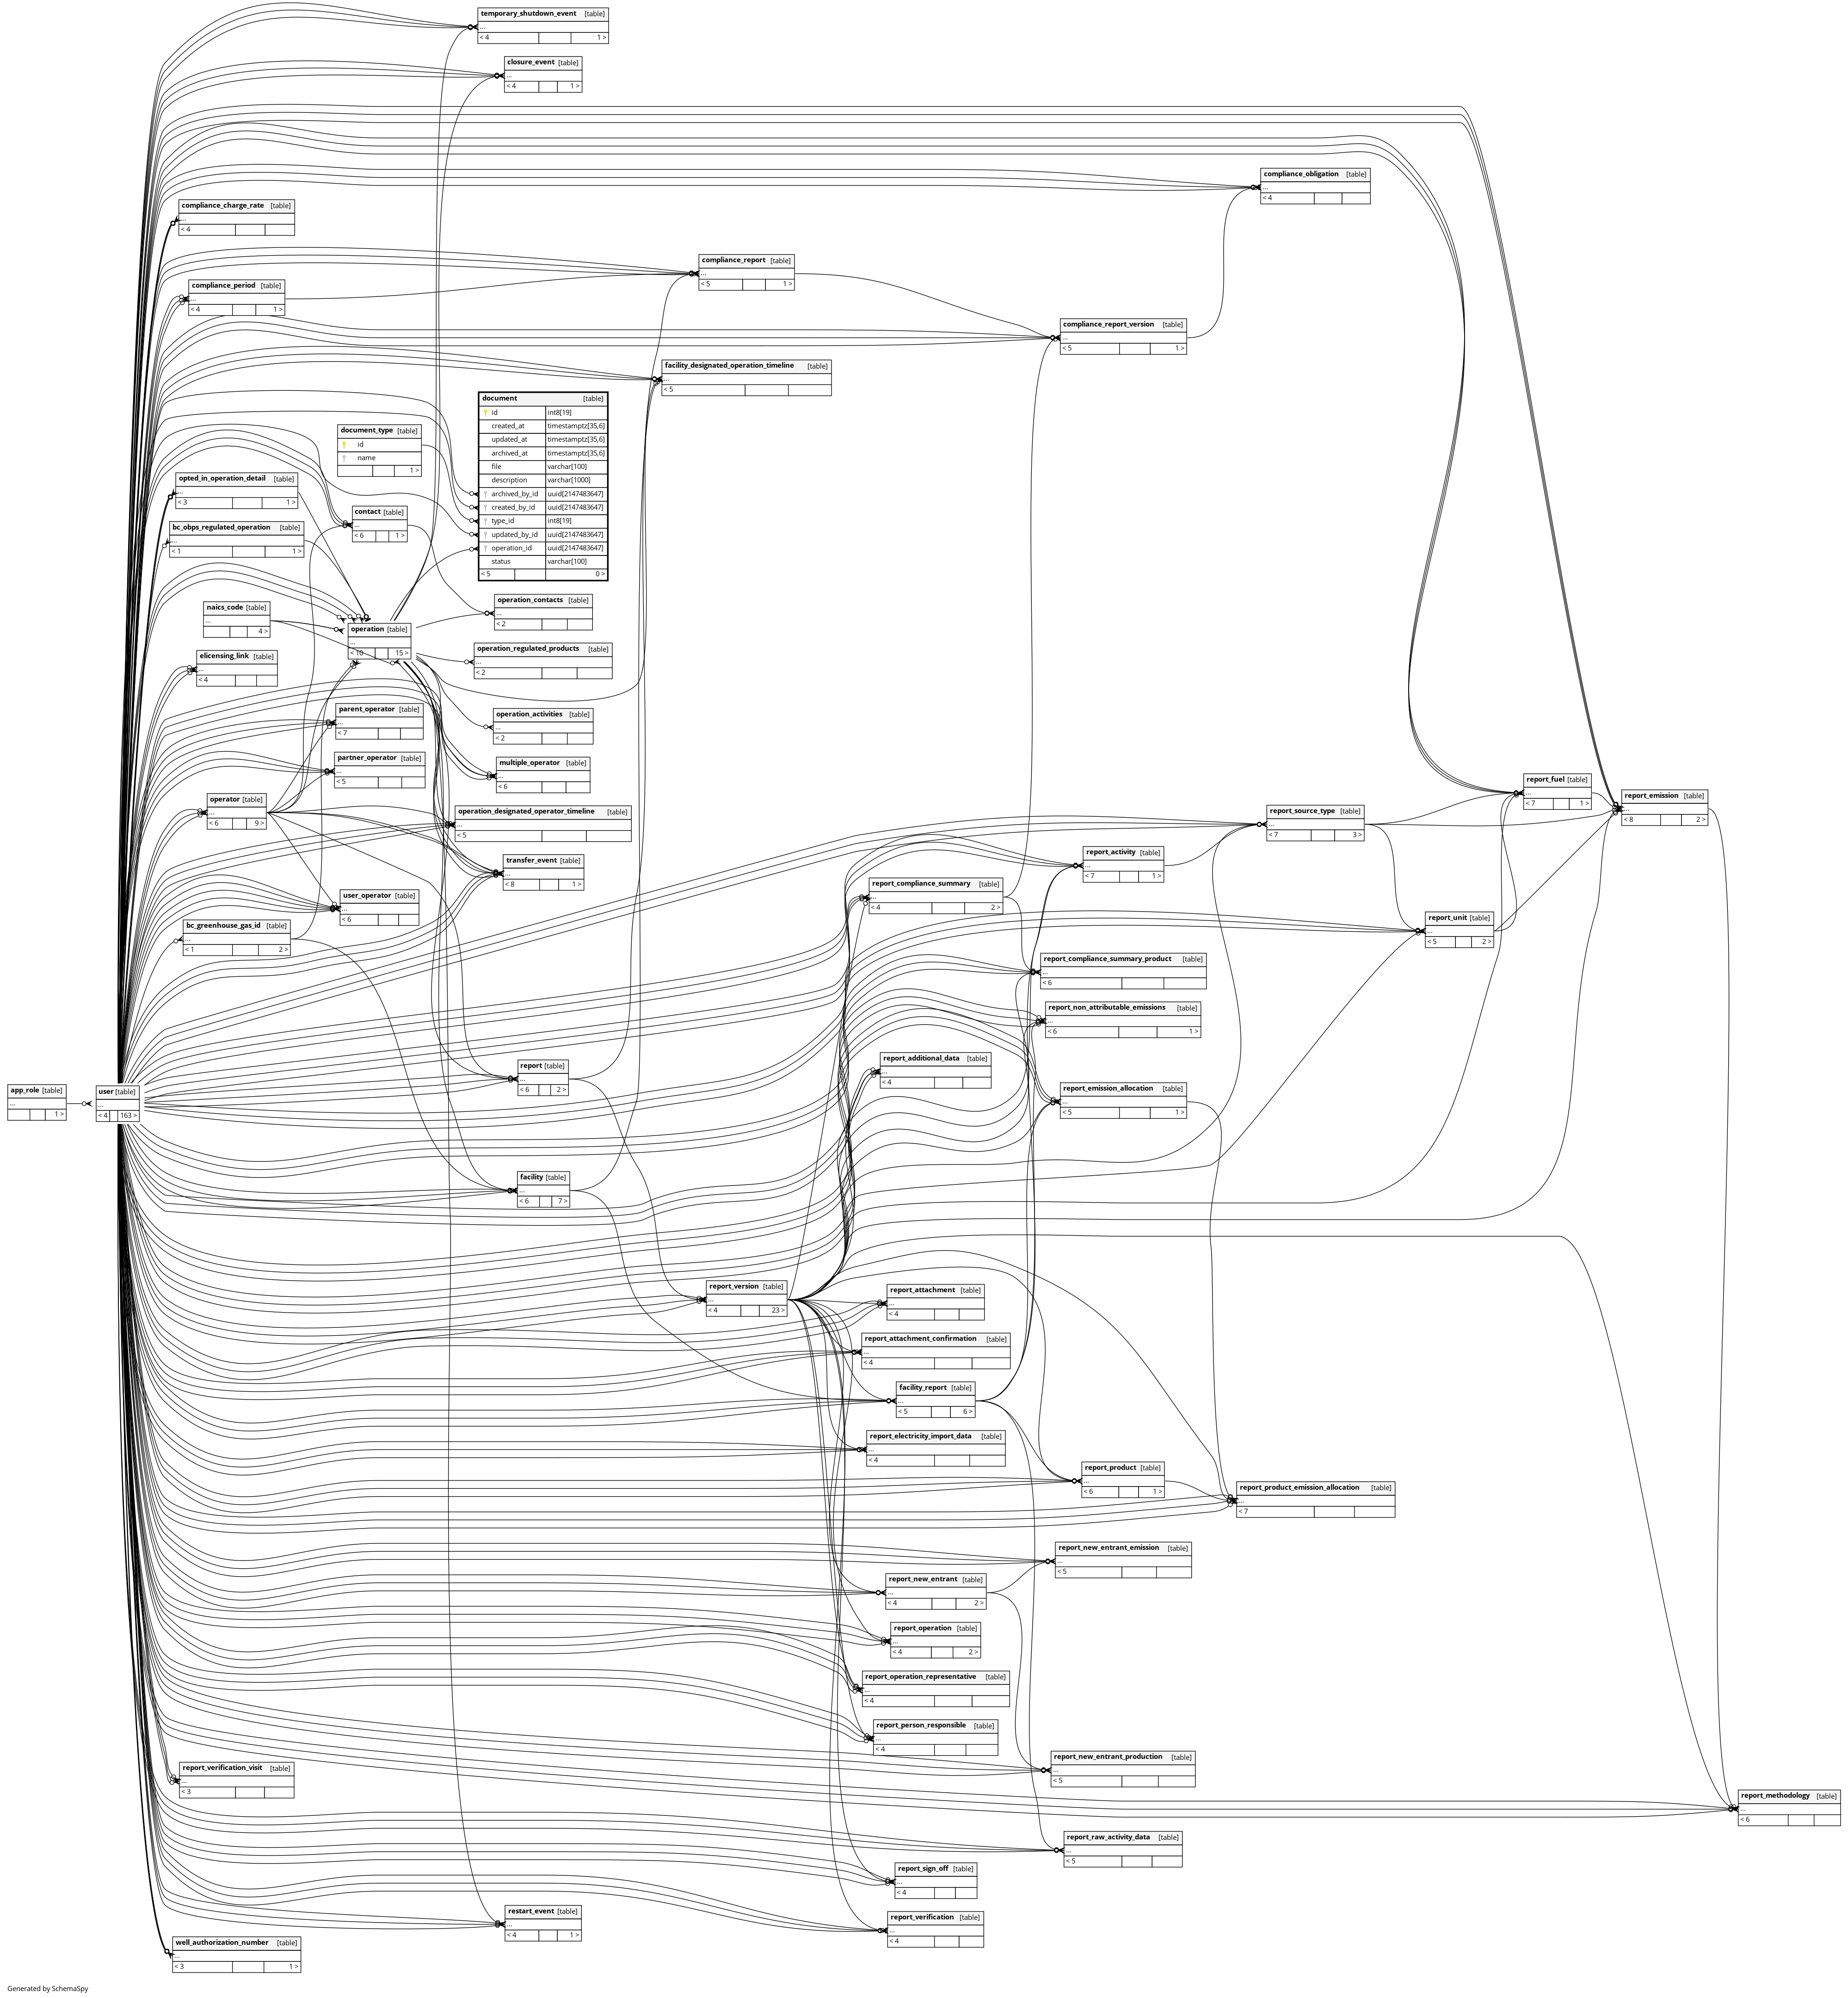 temporary_shutdown_event [table]
...
< 4 1 >
closure_event [table]
...
< 4 1 >
compliance_obligation [table]
...
< 4
compliance_charge_rate [table]
...
< 4
compliance_report [table]
...
< 5 1 >
compliance_period [table]
...
< 4 1 >
compliance_report_version [table]
...
< 5 1 >
facility_designated_operation_timeline [table]
...
< 5
document [table]
id int8[19]
created_at timestamptz[35,6]
updated_at timestamptz[35,6]
archived_at timestamptz[35,6]
file varchar[100]
description varchar[1000]
archived_by_id uuid[2147483647]
created_by_id uuid[2147483647]
type_id int8[19]
updated_by_id uuid[2147483647]
operation_id uuid[2147483647]
status varchar[100]
< 5 0 >
document_type [table]
id
name
1 >
opted_in_operation_detail [table]
...
< 3 1 >
contact [table]
...
< 6 1 >
bc_obps_regulated_operation [table]
...
< 1 1 >
naics_code [table]
...
4 >
operation_contacts [table]
...
< 2
operation [table]
...
< 10 15 >
operation_regulated_products [table]
...
< 2
elicensing_link [table]
...
< 4
parent_operator [table]
...
< 7
operation_activities [table]
...
< 2
partner_operator [table]
...
< 5
multiple_operator [table]
...
< 6
report_fuel [table]
...
< 7 1 >
report_emission [table]
...
< 8 2 >
operator [table]
...
< 6 9 >
operation_designated_operator_timeline [table]
...
< 5
report_source_type [table]
...
< 7 3 >
transfer_event [table]
...
< 8 1 >
report_activity [table]
...
< 7 1 >
user_operator [table]
...
< 6
report_compliance_summary [table]
...
< 4 2 >
bc_greenhouse_gas_id [table]
...
< 1 2 >
report_unit [table]
...
< 5 2 >
report_compliance_summary_product [table]
...
< 6
report_non_attributable_emissions [table]
...
< 6 1 >
report [table]
...
< 6 2 >
report_additional_data [table]
...
< 4
app_role [table]
...
1 >
user [table]
...
< 4 163 >
report_emission_allocation [table]
...
< 5 1 >
facility [table]
...
< 6 7 >
report_version [table]
...
< 4 23 >
report_attachment [table]
...
< 4
report_attachment_confirmation [table]
...
< 4
facility_report [table]
...
< 5 6 >
report_electricity_import_data [table]
...
< 4
report_product [table]
...
< 6 1 >
report_product_emission_allocation [table]
...
< 7
report_new_entrant_emission [table]
...
< 5
report_new_entrant [table]
...
< 4 2 >
report_operation [table]
...
< 4 2 >
report_operation_representative [table]
...
< 4
report_person_responsible [table]
...
< 4
report_new_entrant_production [table]
...
< 5
report_verification_visit [table]
...
< 3
report_methodology [table]
...
< 6
report_raw_activity_data [table]
...
< 5
report_sign_off [table]
...
< 4
restart_event [table]
...
< 4 1 >
report_verification [table]
...
< 4
well_authorization_number [table]
...
< 3 1 >
Generated by SchemaSpy